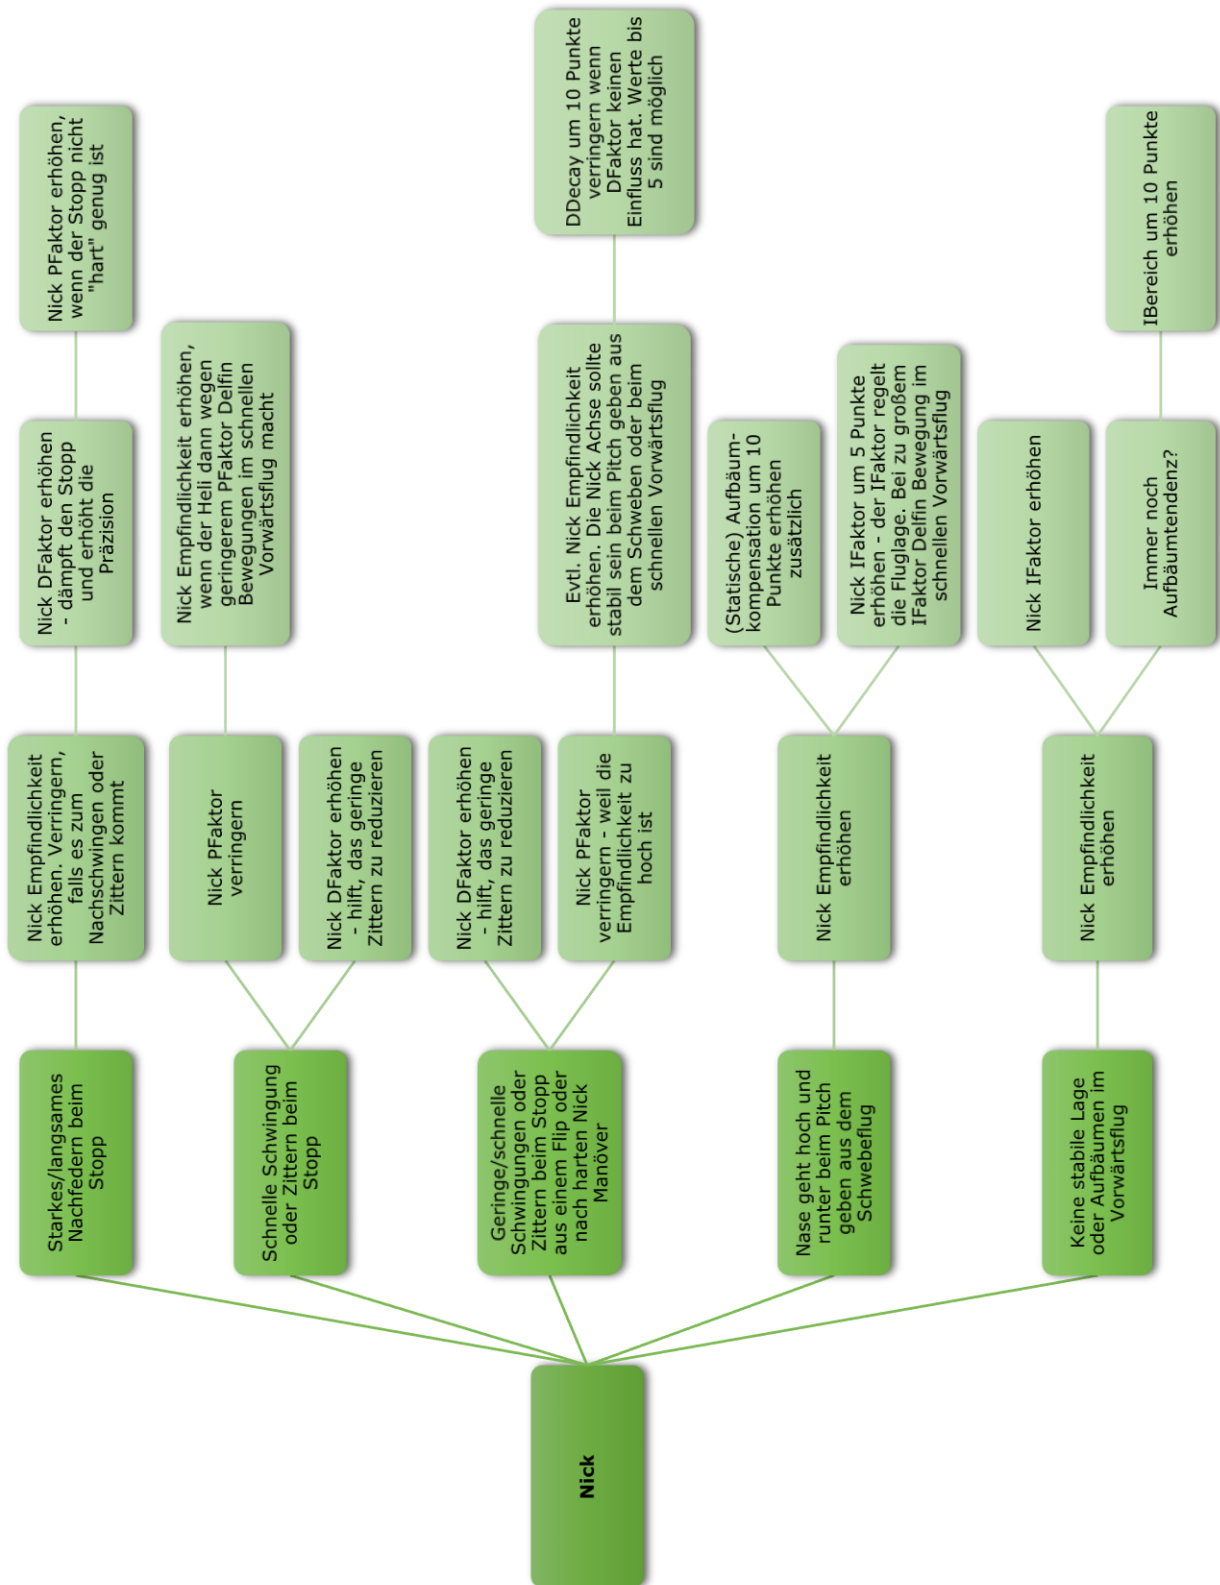 Nick
Starkes/langsames
Nachfedern beim
Stopp
Nick Empfindlichkeit
erhöhen. Verringern,
falls es zum
Nachschwingen oder
Zittern kommt
Nick DFaktor erhöhen
- dämpft den Stopp
und erhöht die
Präzision
Nick PFaktor erhöhen,
wenn der Stopp nicht
"hart" genug ist
Schnelle Schwingung
oder Zittern beim
Stopp
Nick PFaktor
verringern
Nick Empfindlichkeit erhöhen,
wenn der Heli dann wegen
geringerem PFaktor Delfin
Bewegungen im schnellen
Vorwärtsflug macht
Nick DFaktor erhöhen
- hilft, das geringe
Zittern zu reduzieren
Geringe/schnelle
Schwingungen oder
Zittern beim Stopp
aus einem Flip oder
nach harten Nick
Manöver
Nick DFaktor erhöhen
- hilft, das geringe
Zittern zu reduzieren
Nick PFaktor
verringern - weil die
Empfindlichkeit zu
hoch ist
Evtl. Nick Empfindlichkeit
erhöhen. Die Nick Achse sollte
stabil sein beim Pitch geben aus
dem Schweben oder beim
schnellen Vorwärtsflug
DDecay um 10 Punkte
verringern wenn
DFaktor keinen
Einfluss hat. Werte bis
5 sind möglich
Nase geht hoch und
runter beim Pitch
geben aus dem
Schwebeflug
Nick Empfindlichkeit
erhöhen
(Statische) Aufbäum-
kompensation um 10
Punkte erhöhen
zusätzlich
Nick IFaktor um 5 Punkte
erhöhen - der IFaktor regelt
die Fluglage. Bei zu großem
IFaktor Delfin Bewegung im
schnellen Vorwärtsflug
Keine stabile Lage
oder Aufbäumen im
Vorwärtsflug
Nick Empfindlichkeit
erhöhen
Nick IFaktor erhöhen
Immer noch
Aufbäumtendenz?
IBereich um 10 Punkte
erhöhen